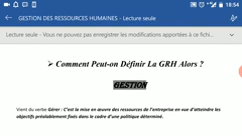 18:54
GESTION DES RESSOURCES HUMAINES - Lecture seule
Lecture seule - Vous ne pouvez pas enregistrer les modifications apportées à ce fichi...
➤ Comment Peut-on Définir La GRH Alors ?
GESTION
Vient du verbe Gérer : C'est la mise en œuvre des ressources de l'entreprise en vue d'atteindre les
objectifs préalablement fixés dans le cadre d'une politique déterminé.